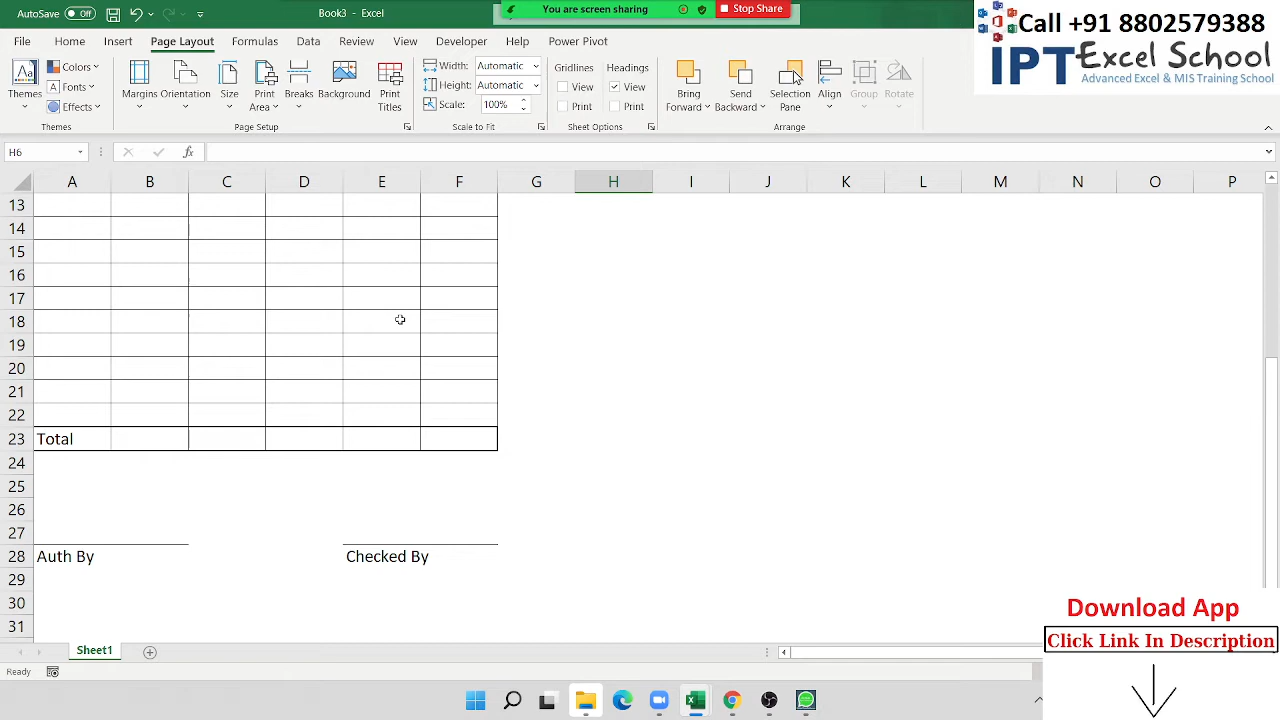 AutoSave Off Book3 - Excel You are screen sharing Stop Share
Call +91 8802579388
IPT Excel School
Advanced Excel & MIS Training School
File Home Insert Page Layout Formulas Data Review View Developer Help Power Pivot
Themes Colors Fonts Effects Margins Orientation Size Print Area Breaks Background Print Titles Width: Automatic Height: Automatic Scale: 100% Gridlines View Print Headings View Print Bring Forward Send Backward Selection Pane Align Group Rotate
Themes Page Setup Scale to Fit Sheet Options Arrange
H6 fx
A B C D E F G H I J K L M N O P
13
14
15
16
17
18
19
20
21
22
23 Total
24
25
26
27
28 Auth By Checked By
29
30
31
Download App
Click Link In Description
Sheet1
Ready